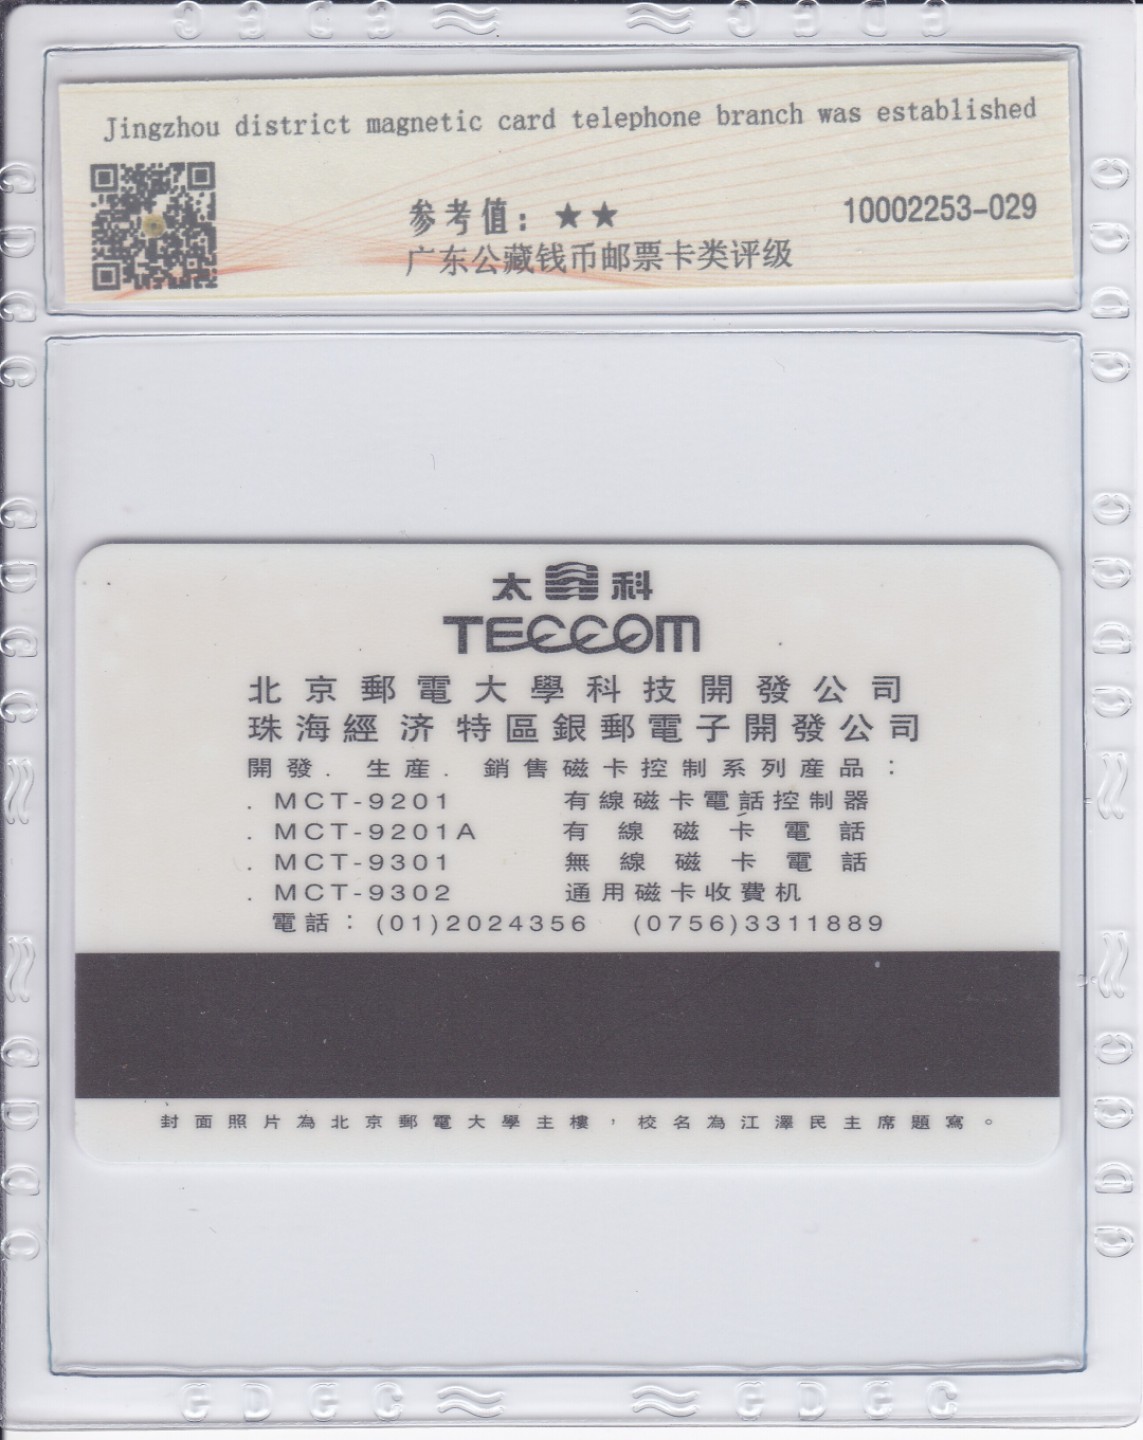 Jingzhou district magnetic card telephone branch was established
参考值：★★
10002253-029
广东公藏钱币邮票卡类评级
太 科
TECCOM
北京郵電大學科技開發公司
珠海經济特區銀郵電子開發公司
開發．生産．銷售磁卡控制系列産品：
. MCT-9201 有線磁卡電話控制器
. MCT-9201A 有線磁卡電話
. MCT-9301 無線磁卡電話
. MCT-9302 通用磁卡收費机
電話：(01)2024356 (0756)3311889
封面照片為北京郵電大學主樓，校名為江澤民主席題寫。
GDGC
GDGC